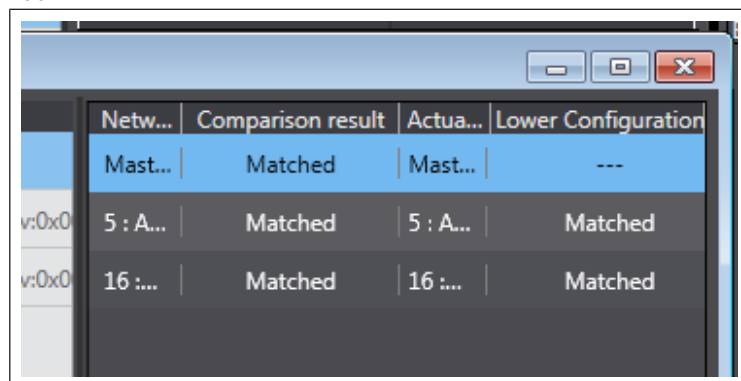 Netw... Comparison result Actua... Lower Configuration
Mast... Matched Mast... ---
v:0x0 5 : A... Matched 5 : A... Matched
v:0x0 16 :... Matched 16 :... Matched